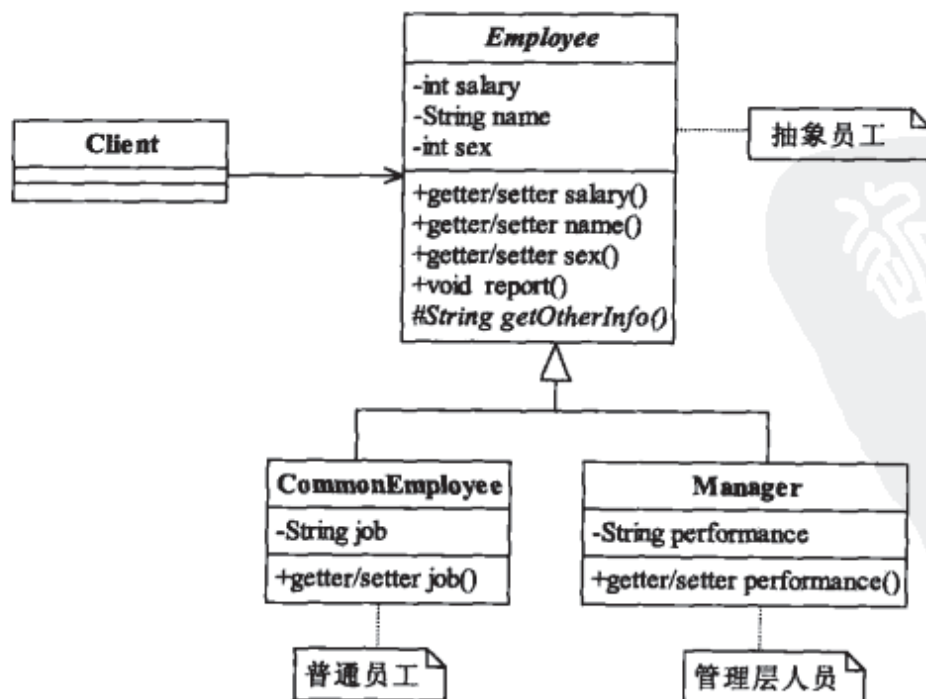 Employee
-int salary
-String name
-int sex
+getter/setter salary()
+getter/setter name()
+getter/setter sex()
+void report()
#String getOtherInfo()
Client
抽象员工
CommonEmployee
-String job
+getter/setter job()
Manager
-String performance
+getter/setter performance()
普通员工
管理层人员